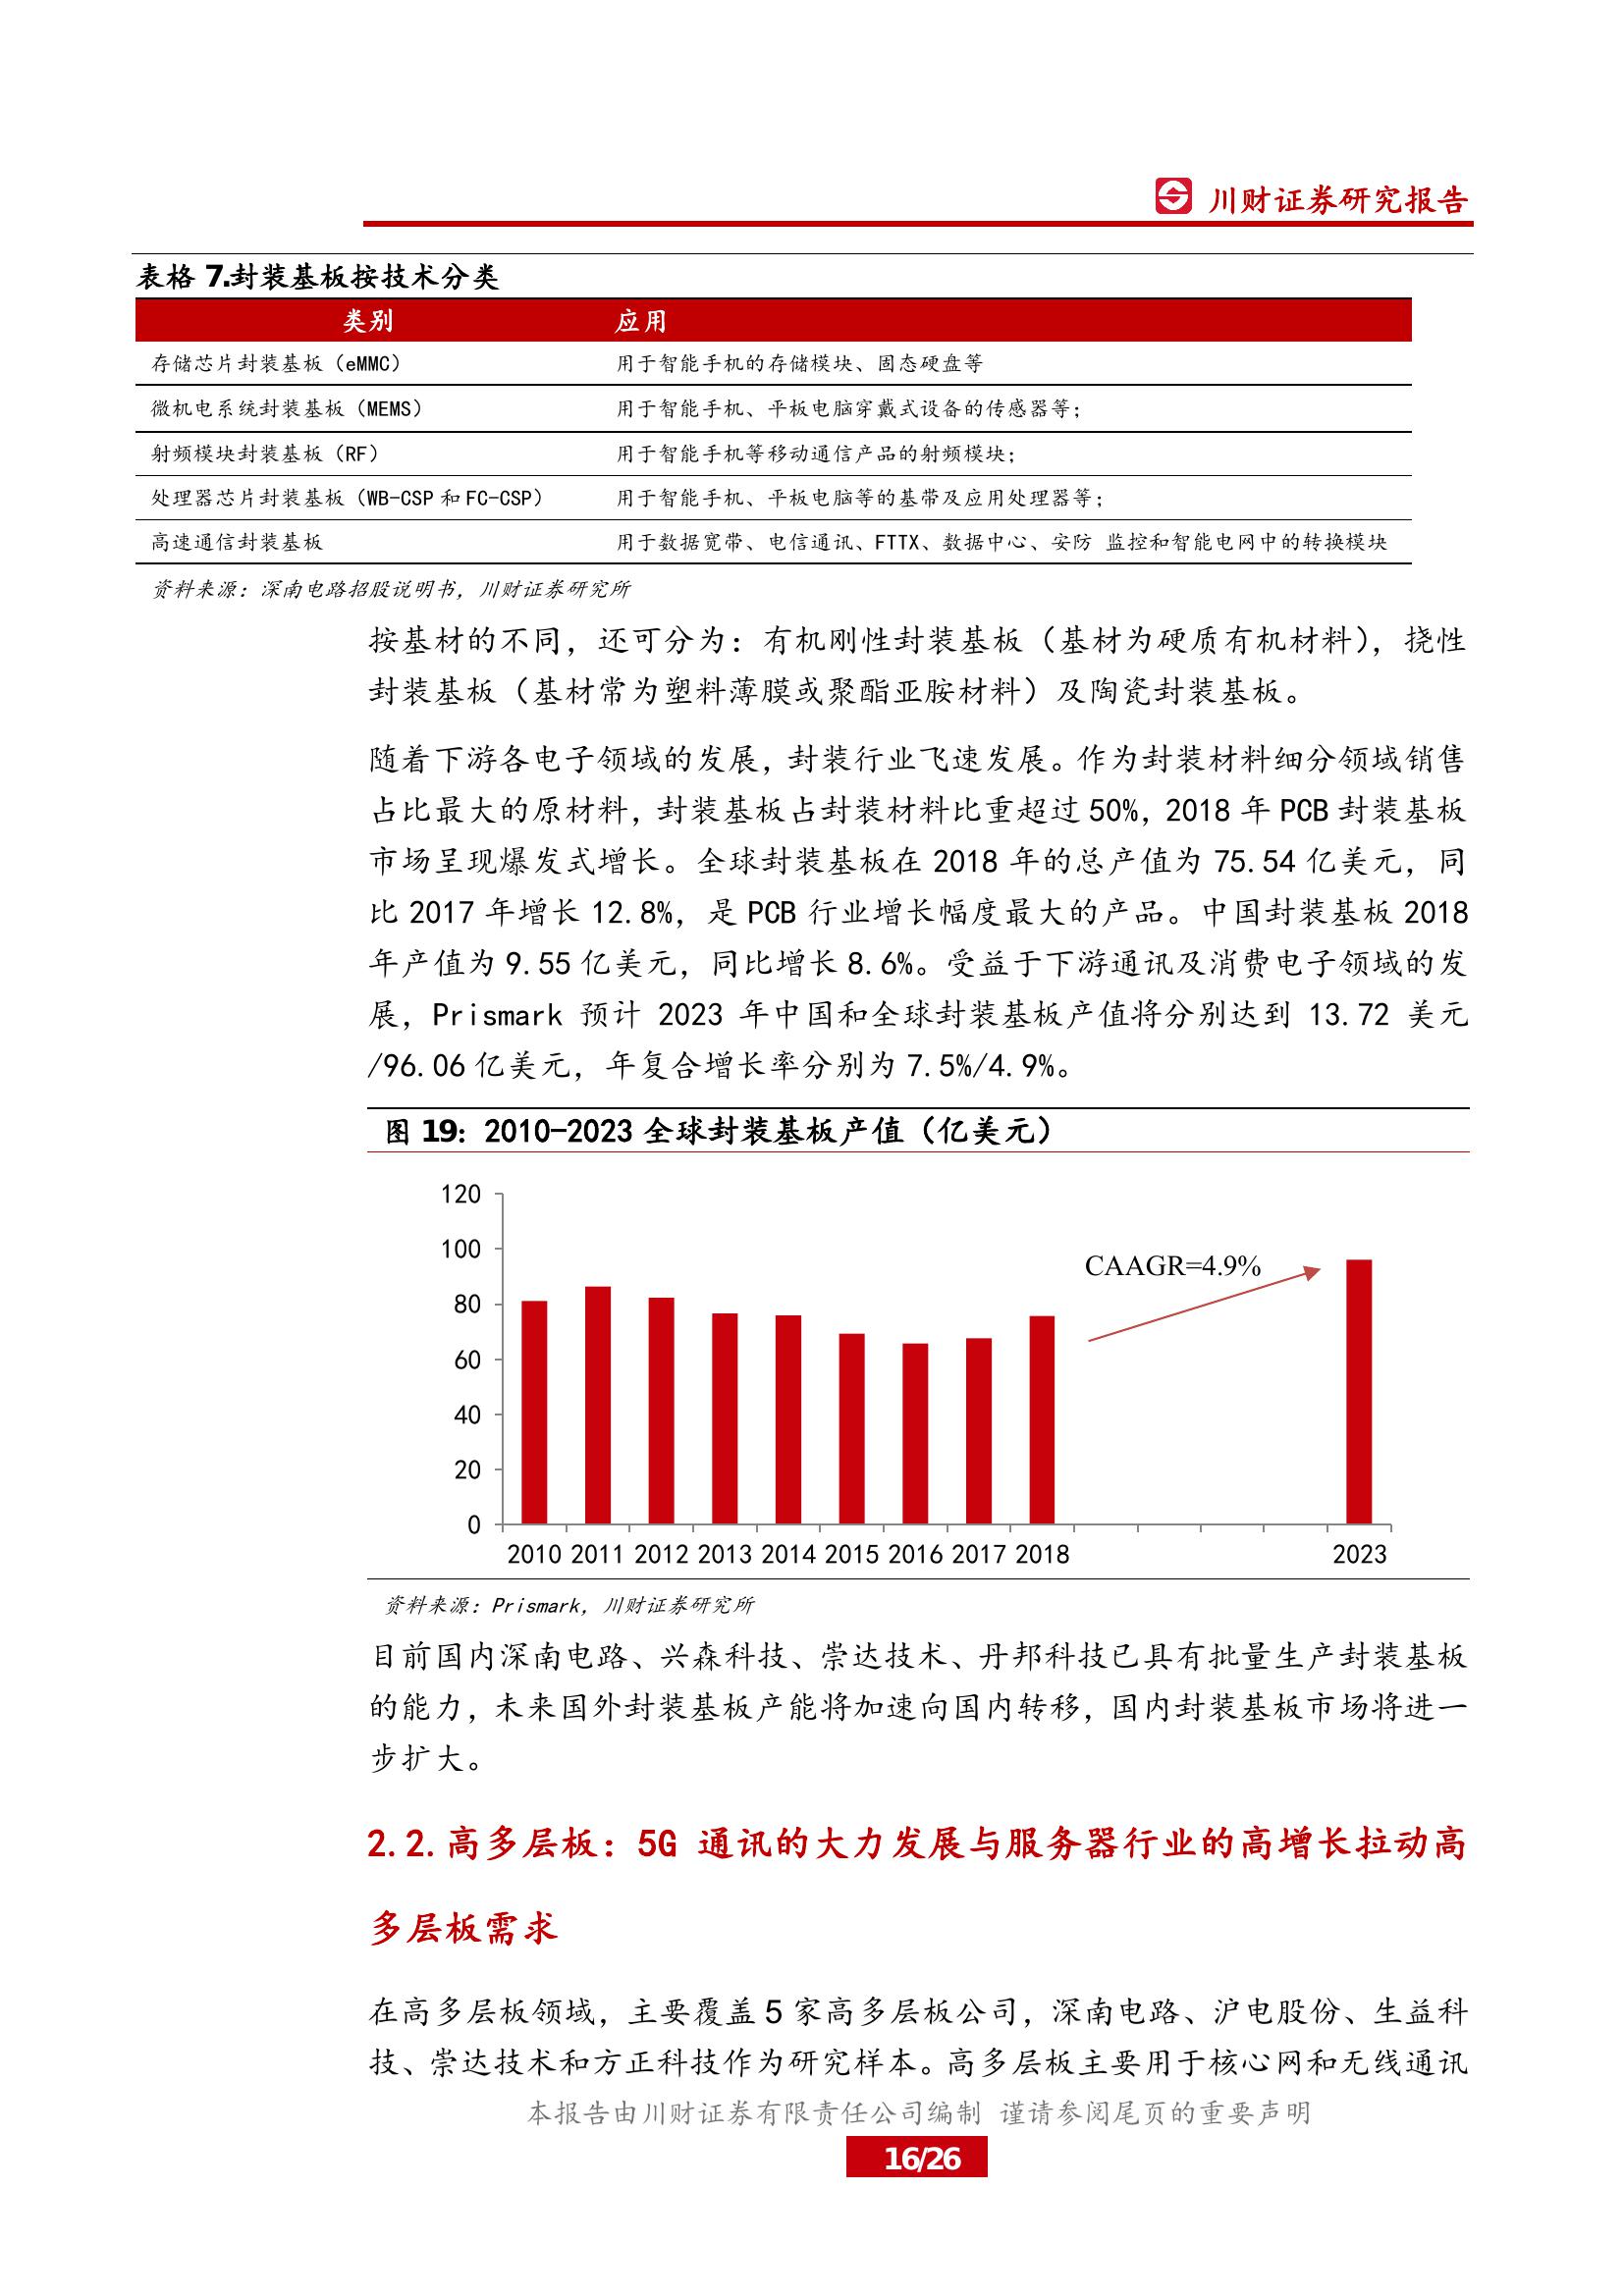 川财证券研究报告
表格 7.封装基板按技术分类
类别 应用
存储芯片封装基板（eMMC） 用于智能手机的存储模块、固态硬盘等
微机电系统封装基板（MEMS） 用于智能手机、平板电脑穿戴式设备的传感器等；
射频模块封装基板（RF） 用于智能手机等移动通信产品的射频模块；
处理器芯片封装基板（WB-CSP 和 FC-CSP） 用于智能手机、平板电脑等的基带及应用处理器等；
高速通信封装基板 用于数据宽带、电信通讯、FTTX、数据中心、安防 监控和智能电网中的转换模块
资料来源：深南电路招股说明书，川财证券研究所
按基材的不同，还可分为：有机刚性封装基板（基材为硬质有机材料），挠性
封装基板（基材常为塑料薄膜或聚酯亚胺材料）及陶瓷封装基板。
随着下游各电子领域的发展，封装行业飞速发展。作为封装材料细分领域销售
占比最大的原材料，封装基板占封装材料比重超过 50%，2018 年 PCB 封装基板
市场呈现爆发式增长。全球封装基板在 2018 年的总产值为 75.54 亿美元，同
比 2017 年增长 12.8%，是 PCB 行业增长幅度最大的产品。中国封装基板 2018
年产值为 9.55 亿美元，同比增长 8.6%。受益于下游通讯及消费电子领域的发
展，Prismark 预计 2023 年中国和全球封装基板产值将分别达到 13.72 美元
/96.06 亿美元，年复合增长率分别为 7.5%/4.9%。
图 19：2010-2023 全球封装基板产值（亿美元）
120
100
80
60
40
20
0
CAAGR=4.9%
2010 2011 2012 2013 2014 2015 2016 2017 2018 2023
资料来源：Prismark，川财证券研究所
目前国内深南电路、兴森科技、崇达技术、丹邦科技已具有批量生产封装基板
的能力，未来国外封装基板产能将加速向国内转移，国内封装基板市场将进一
步扩大。
2.2.高多层板：5G 通讯的大力发展与服务器行业的高增长拉动高
多层板需求
在高多层板领域，主要覆盖 5 家高多层板公司，深南电路、沪电股份、生益科
技、崇达技术和方正科技作为研究样本。高多层板主要用于核心网和无线通讯
本报告由川财证券有限责任公司编制 谨请参阅尾页的重要声明
16/26